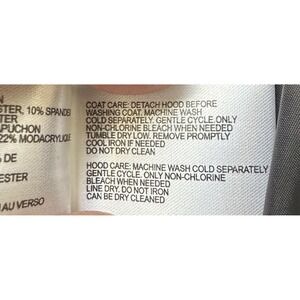 N
STER, 10% SPANDEX
TER
APUCHON
22% MODACRYLIQUE
% DE
ESTER
AU VERSO
COAT CARE: DETACH HOOD BEFORE
WASHING COAT. MACHINE WASH
COLD SEPARATELY. GENTLE CYCLE. ONLY
NON-CHLORINE BLEACH WHEN NEEDED
TUMBLE DRY LOW. REMOVE PROMPTLY
COOL IRON IF NEEDED
DO NOT DRY CLEAN
HOOD CARE: MACHINE WASH COLD SEPARATELY
GENTLE CYCLE. ONLY NON-CHLORINE
BLEACH WHEN NEEDED
LINE DRY. DO NOT IRON
CAN BE DRY CLEANED